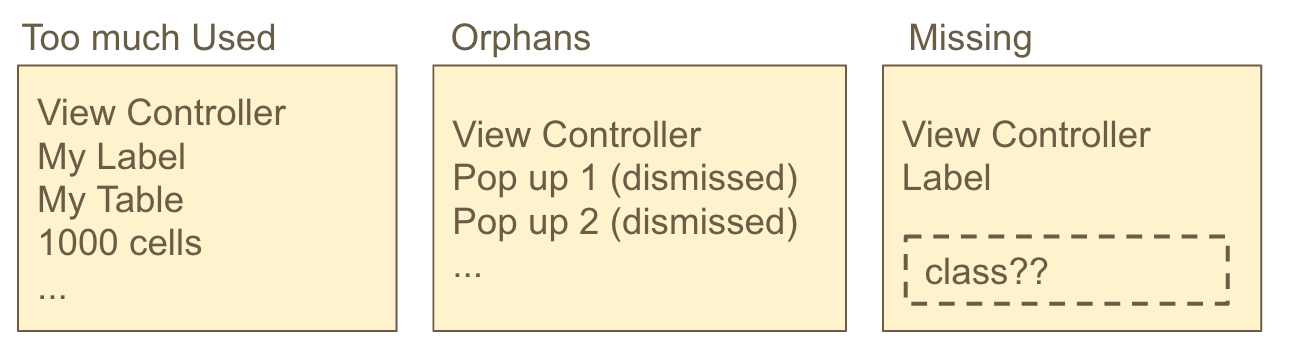 Too much Used
View Controller
My Label
My Table
1000 cells
...
Orphans
View Controller
Pop up 1 (dismissed)
Pop up 2 (dismissed)
...
Missing
View Controller
Label
class??